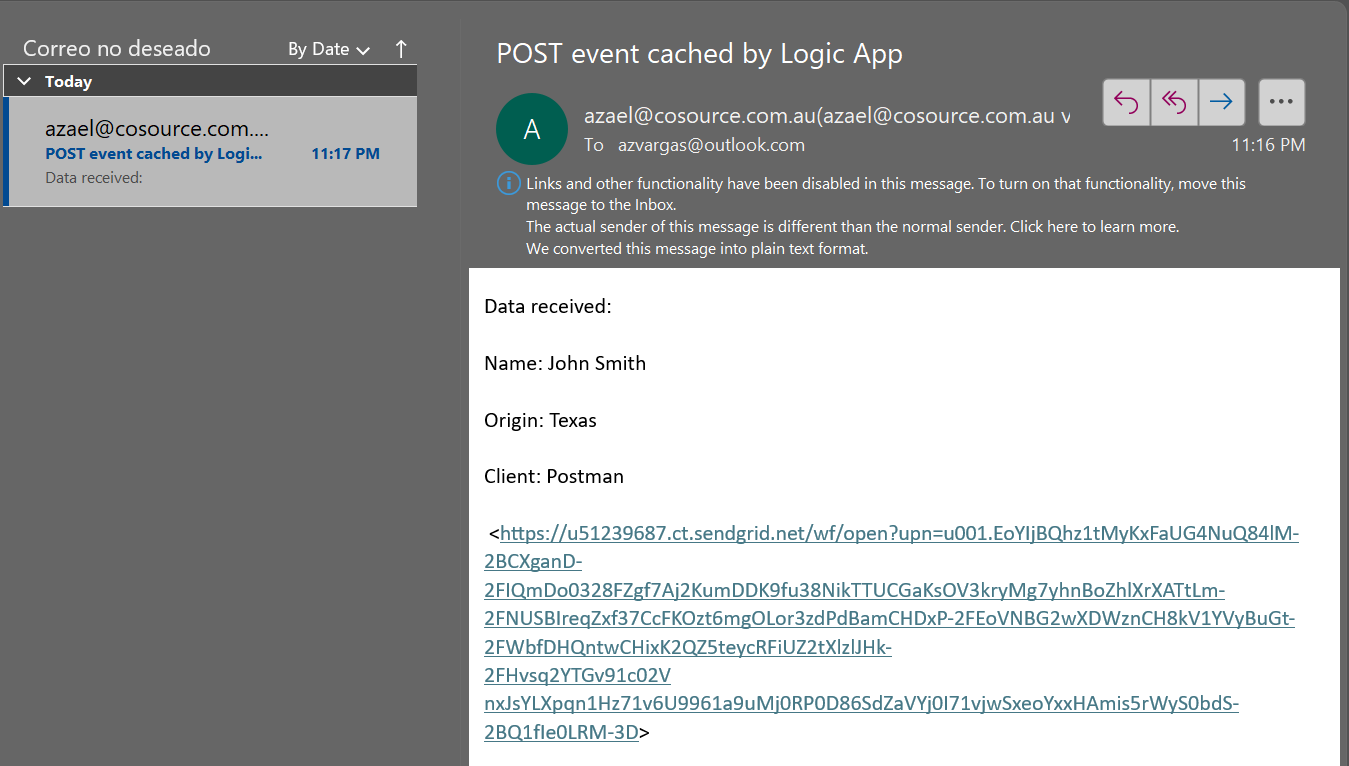 Correo no deseado
By Date
Today
azael@cosource.com....
POST event cached by Logi...
11:17 PM
Data received:
POST event cached by Logic App
A
azael@cosource.com.au(azael@cosource.com.au v
To azvargas@outlook.com
11:16 PM
Links and other functionality have been disabled in this message. To turn on that functionality, move this
message to the Inbox.
The actual sender of this message is different than the normal sender. Click here to learn more.
We converted this message into plain text format.
Data received:
Name: John Smith
Origin: Texas
Client: Postman
<https://u51239687.ct.sendgrid.net/wf/open?upn=u001.EoYIjBQhz1tMyKxFaUG4NuQ84lM-
2BCXganD-
2FIQmDo0328FZgf7Aj2KumDDK9fu38NikTTUCGaKsOV3kryMg7yhnBoZhlXrXATtLm-
2FNUSBIreqZxf37CcFKOzt6mgOLor3zdPdBamCHDxP-2FEoVNBG2wXDWznCH8kV1YVyBuGt-
2FWbfDHQntwCHixK2QZ5teycRFiUZ2tXlzlJHk-
2FHvsq2YTGv91c02V
nxJsYLXpqn1Hz71v6U9961a9uMj0RP0D86SdZaVYj0I71vjwSxeoYxxHAmis5rWyS0bdS-
2BQ1fIe0LRM-3D>